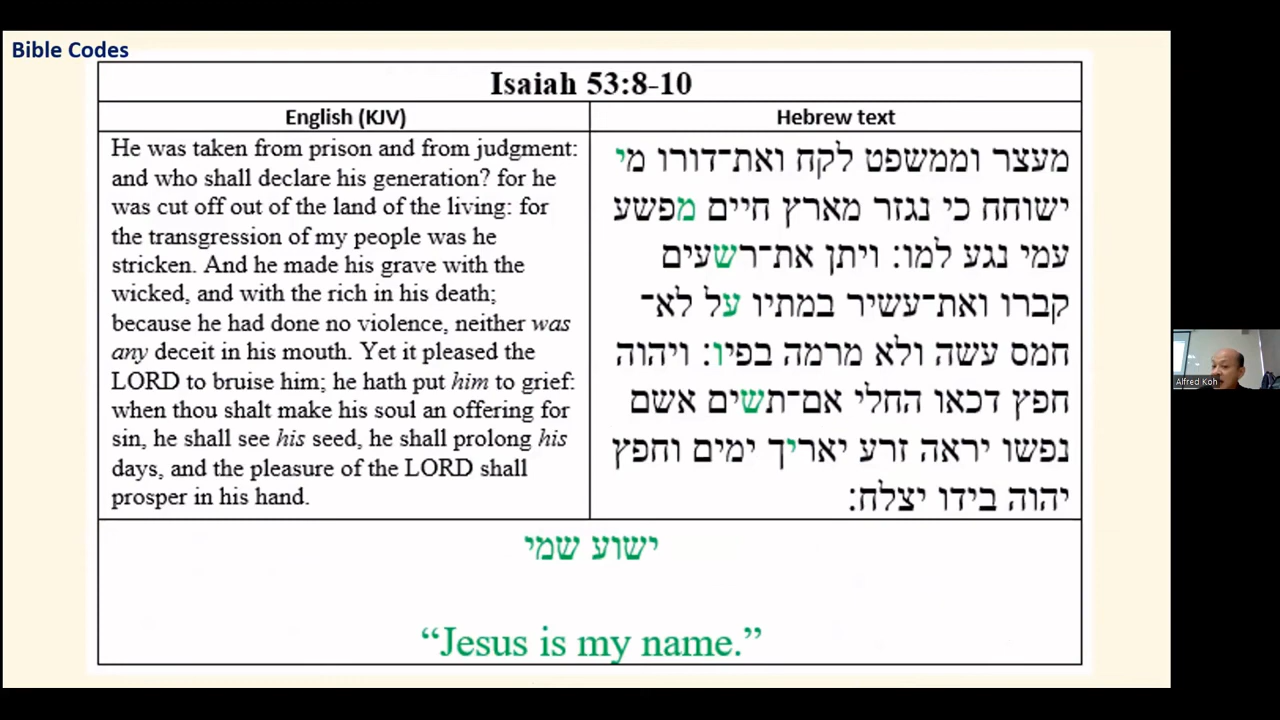 Bible Codes
Isaiah 53:8-10
English (KJV)
Hebrew text
He was taken from prison and from judgment:
and who shall declare his generation? for he
was cut off out of the land of the living: for
the transgression of my people was he
stricken. And he made his grave with the
wicked, and with the rich in his death;
because he had done no violence, neither was
any deceit in his mouth. Yet it pleased the
LORD to bruise him; he hath put him to grief:
when thou shalt make his soul an offering for
sin, he shall see his seed, he shall prolong his
days, and the pleasure of the LORD shall
prosper in his hand.
מעצר וממשפט לקח ואת־דורו מי
ישוחח כי נגזר מארץ חיים מפשע
עמי נגע למו: ויתן את־רשעים
קברו ואת־עשיר במתיו על לא־
חמס עשה ולא מרמה בפיו: ויהוה
חפץ דכאו החלי אם־תשים אשם
נפשו יראה זרע יאריך ימים וחפץ
יהוה בידו יצלח:
ישוע שמי
“Jesus is my name.”
Alfred Koh